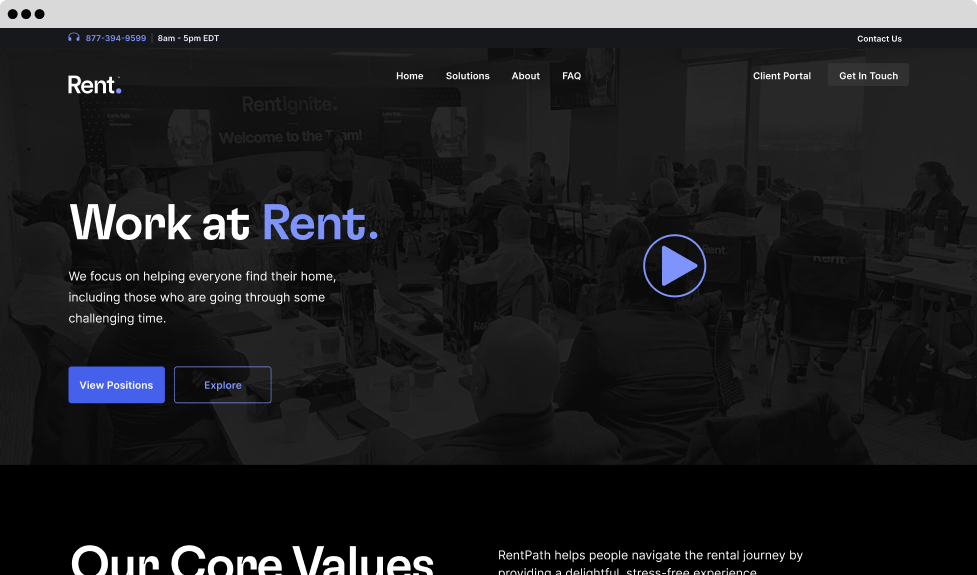 877-394-9599 | 8am - 5pm EDT
Contact Us
Rent.
Home
Solutions
About
FAQ
Client Portal
Get In Touch
RentIgnite.
Welcome to the Team!
Work at Rent.
We focus on helping everyone find their home,
including those who are going through some
challenging time.
View Positions
Explore
Rent.
Rent.
Our Core Values
RentPath helps people navigate the rental journey by
providing a delightful, stress-free experience